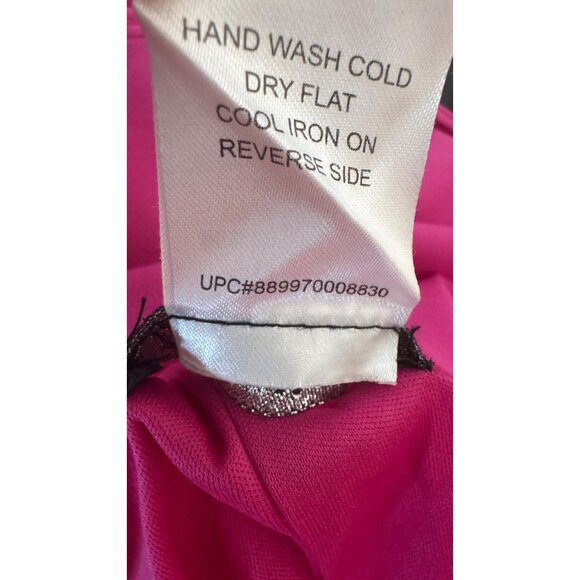 HAND WASH COLD
DRY FLAT
COOL IRON ON
REVERSE SIDE
UPC#889970008830